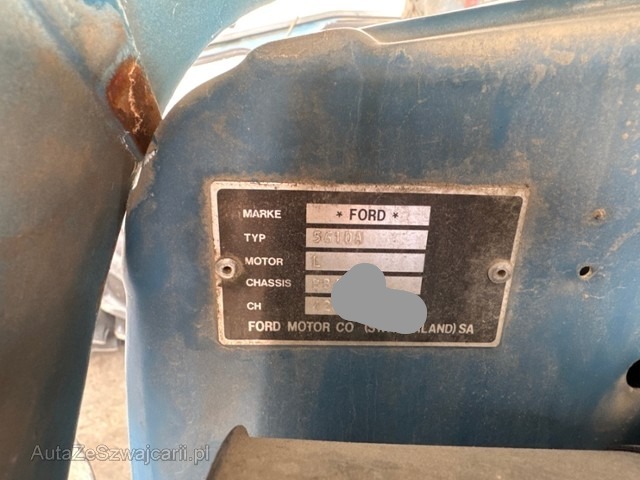 MARKE * FORD *
TYP
MOTOR L
CHASSIS
CH
FORD MOTOR CO SA
AutaZeSzwajcarii.pl